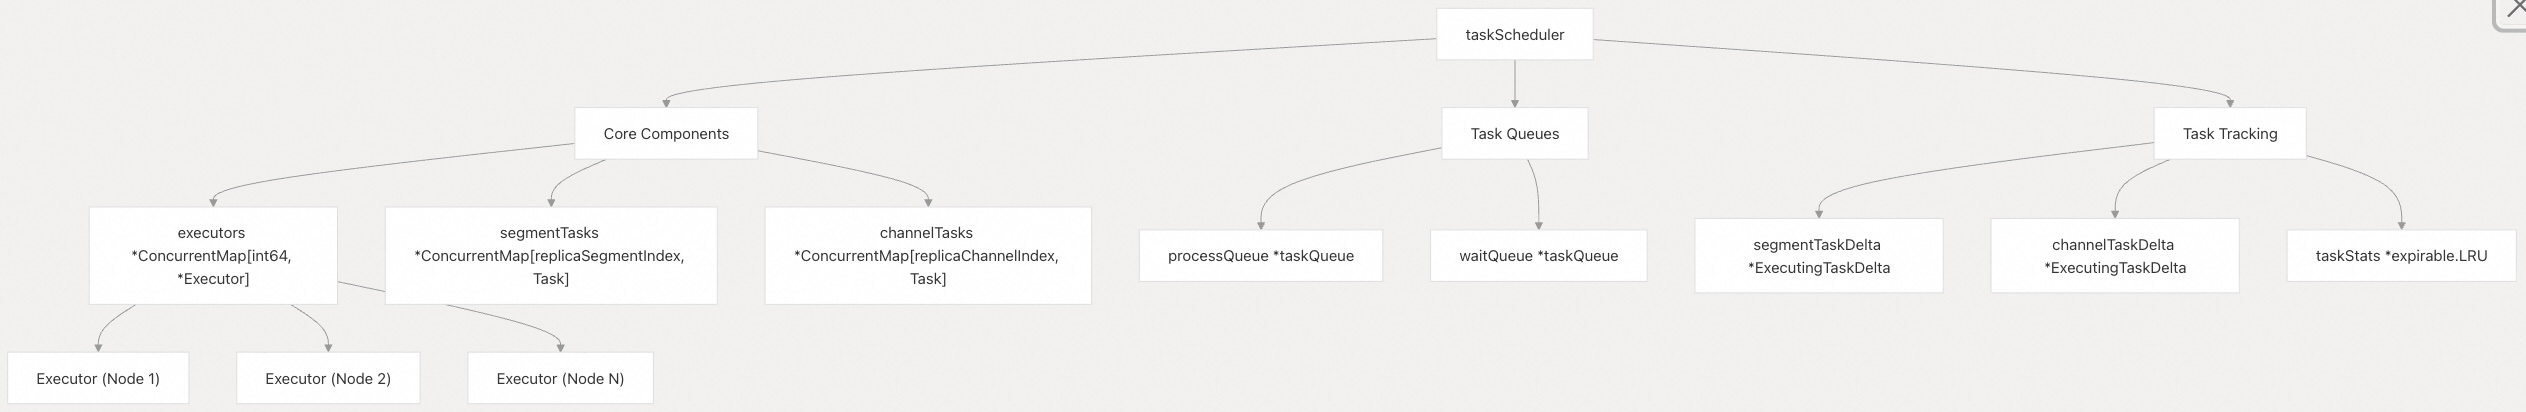 taskScheduler
Core Components
Task Queues
Task Tracking
executors
*ConcurrentMap[int64,
*Executor]
segmentTasks
*ConcurrentMap[replicaSegmentIndex,
Task]
channelTasks
*ConcurrentMap[replicaChannelIndex,
Task]
processQueue *taskQueue
waitQueue *taskQueue
segmentTaskDelta
*ExecutingTaskDelta
channelTaskDelta
*ExecutingTaskDelta
taskStats *expirable.LRU
Executor (Node 1)
Executor (Node 2)
Executor (Node N)